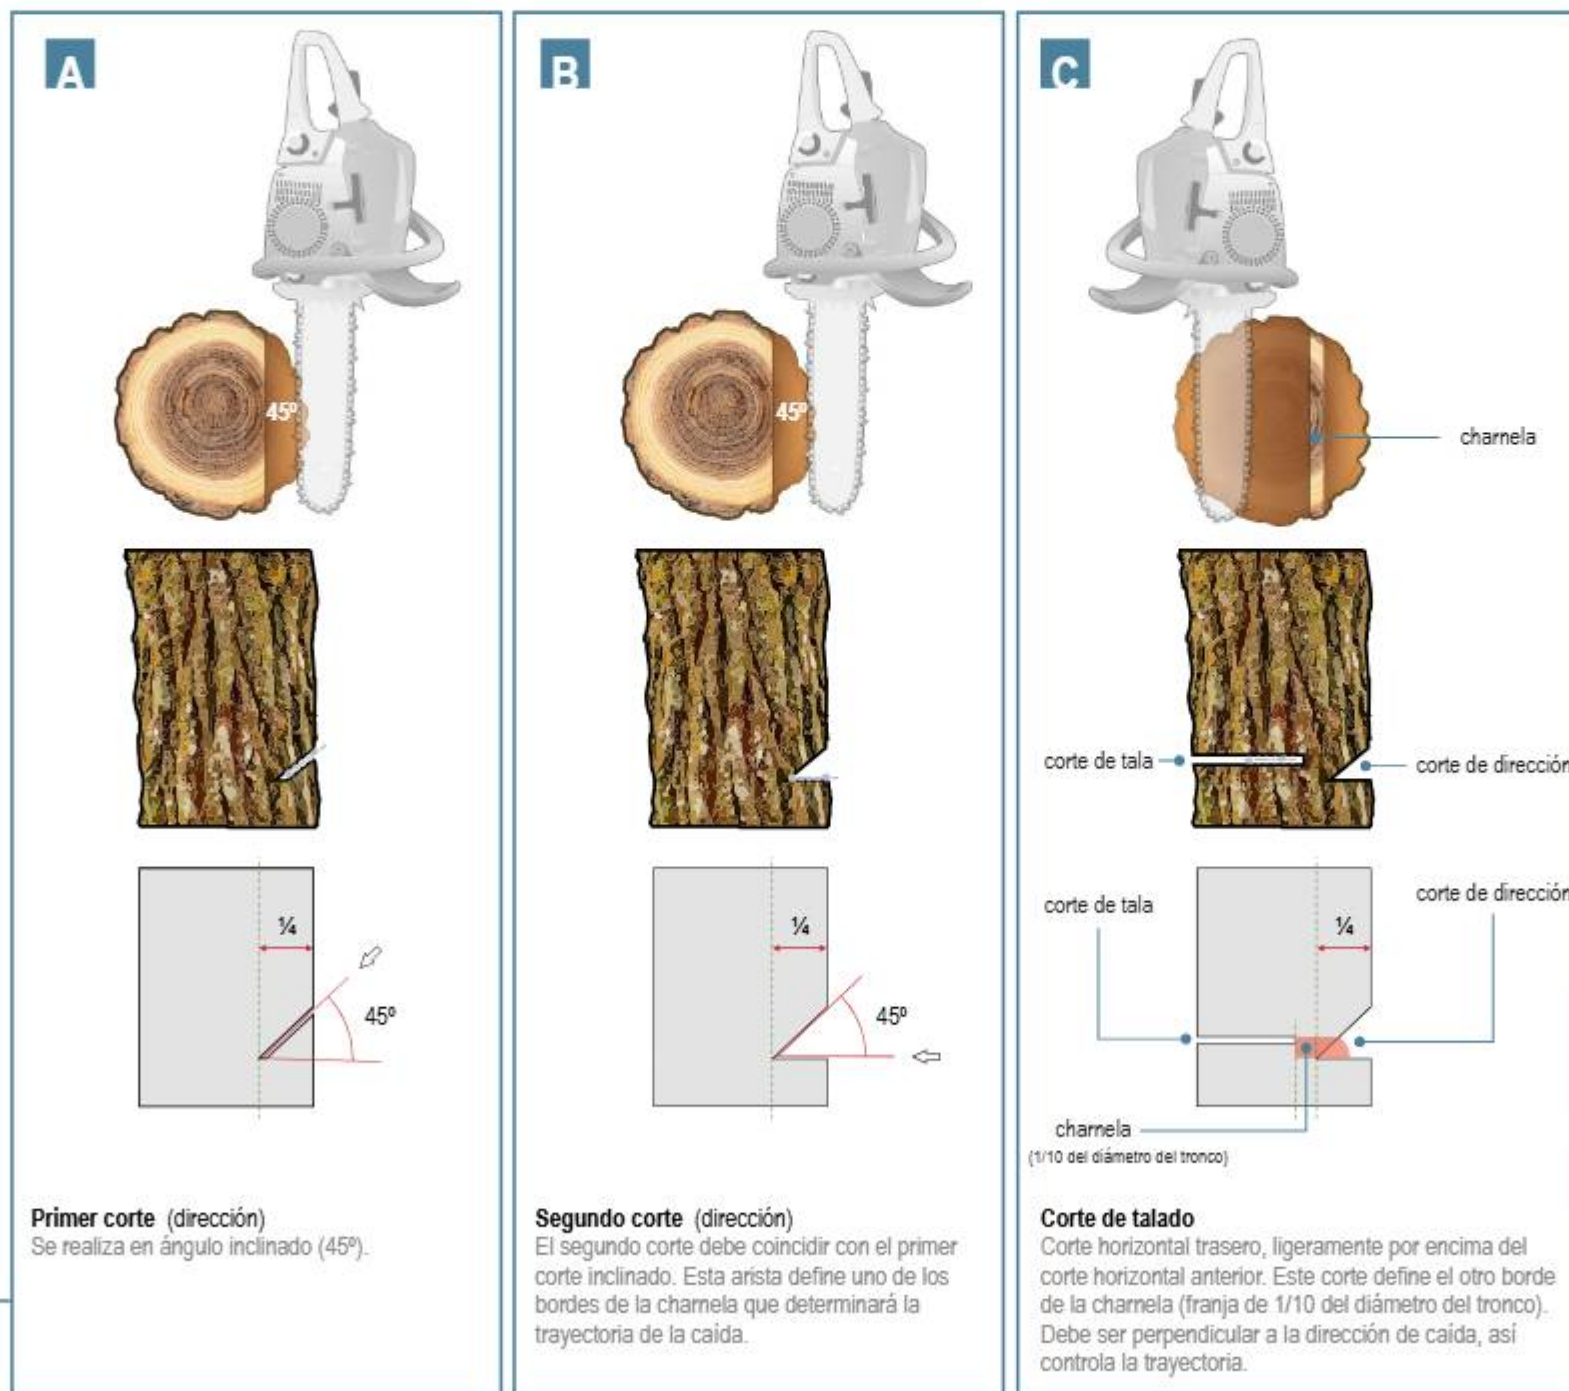 A
45º
¼
45º
Primer corte (dirección)
Se realiza en ángulo inclinado (45º).
B
45º
¼
45º
Segundo corte (dirección)
El segundo corte debe coincidir con el primer
corte inclinado. Esta arista define uno de los
bordes de la charnela que determinará la
trayectoria de la caída.
C
charnela
corte de tala
corte de dirección
corte de tala
corte de dirección
¼
charnela
(1/10 del diámetro del tronco)
Corte de talado
Corte horizontal trasero, ligeramente por encima del
corte horizontal anterior. Este corte define el otro borde
de la charnela (franja de 1/10 del diámetro del tronco).
Debe ser perpendicular a la dirección de caída, así
controla la trayectoria.